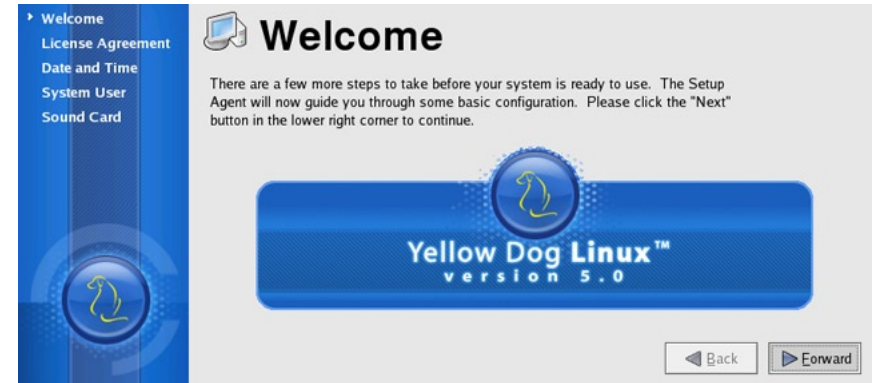 Welcome
License Agreement
Date and Time
System User
Sound Card
Welcome
There are a few more steps to take before your system is ready to use. The Setup
Agent will now guide you through some basic configuration. Please click the "Next"
button in the lower right corner to continue.
Yellow Dog Linux™
version 5.0
Back
Forward